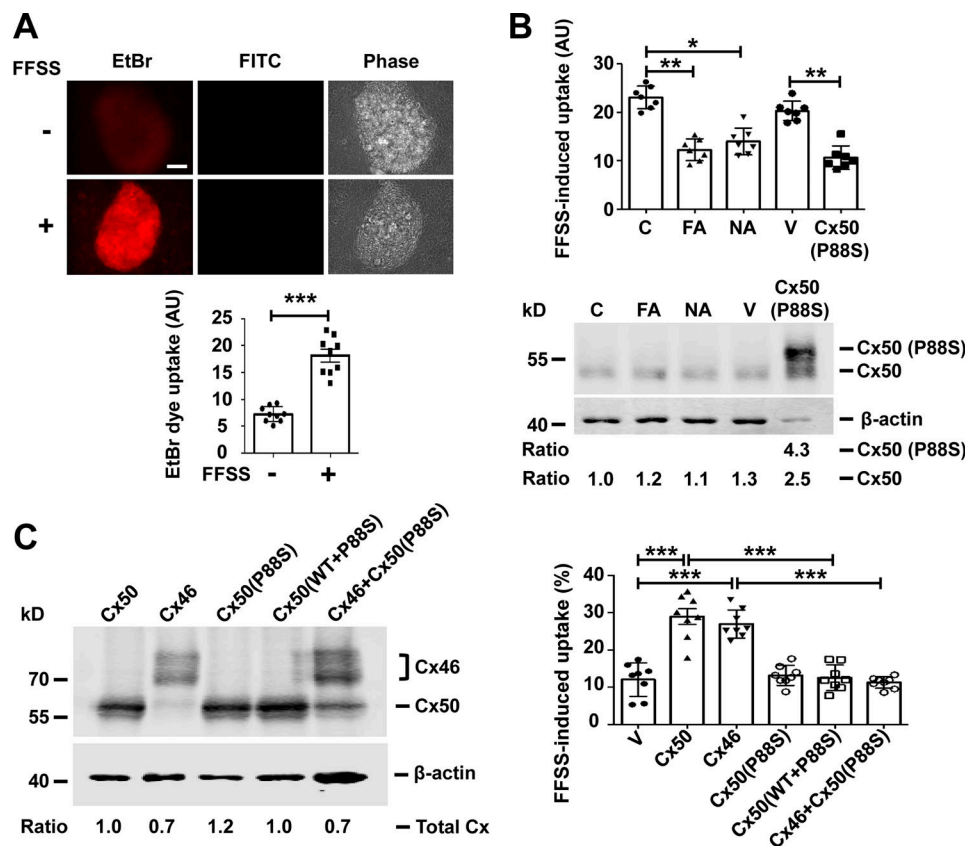 A
FFSS EtBr FITC Phase
-
+
EtBr dye uptake (AU)
25
20
15
10
5
0
***
FFSS - +
B
FFSS-induced uptake (AU)
30
20
10
0
*
**
**
C FA NA V Cx50
(P88S)
kD C FA NA V Cx50
(P88S)
55
Cx50 (P88S)
Cx50
40
β-actin
Ratio 4.3 Cx50 (P88S)
Ratio 1.0 1.2 1.1 1.3 2.5 Cx50
C
kD
Cx50 Cx46 Cx50(P88S) Cx50(WT+P88S) Cx46+Cx50(P88S)
Cx46
70
Cx50
55
40
β-actin
Ratio 1.0 0.7 1.2 1.0 0.7 Total Cx
FFSS-induced uptake (%)
40
30
20
10
0
*** ***
*** ***
V Cx50 Cx46 Cx50(P88S) Cx50(WT+P88S) Cx46+Cx50(P88S)